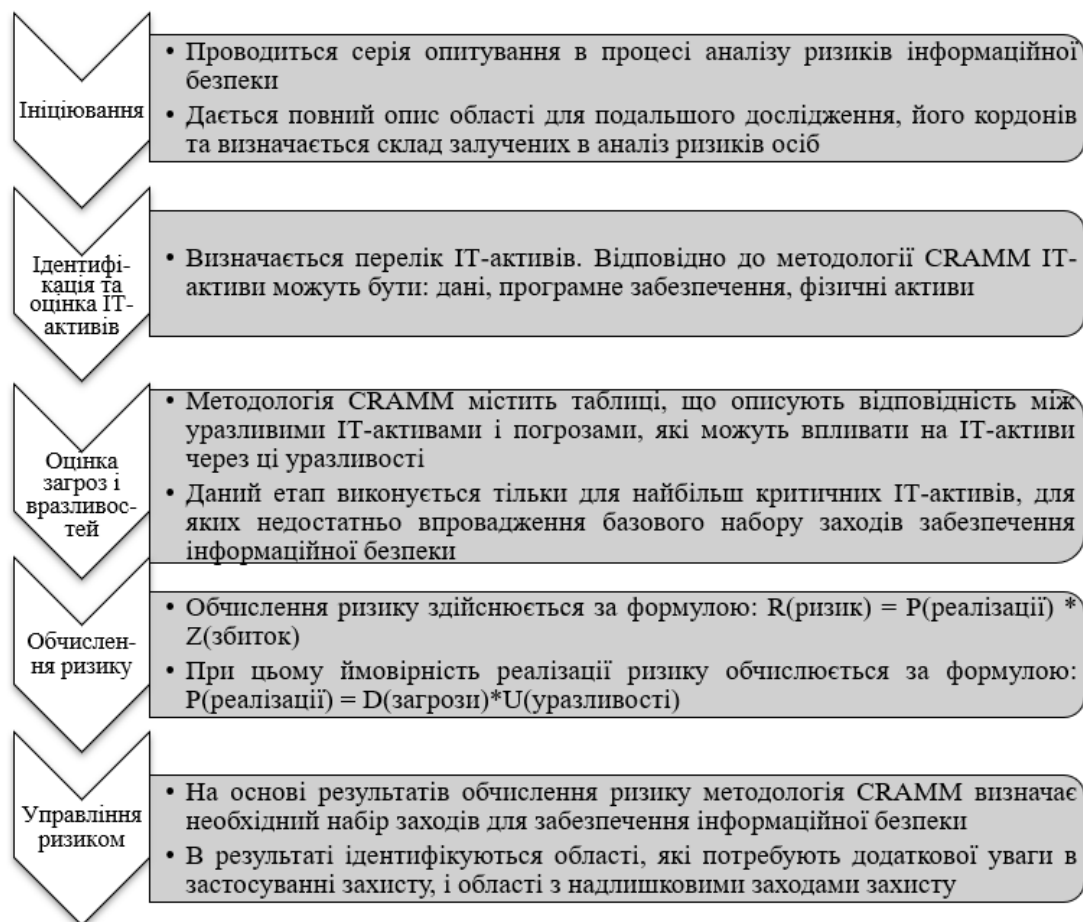 Ініціювання
• Проводиться серія опитування в процесі аналізу ризиків інформаційної
безпеки
• Дається повний опис області для подальшого дослідження, його кордонів
та визначається склад залучених в аналіз ризиків осіб
Ідентифі-
кація та
оцінка ІТ-
активів
• Визначається перелік ІТ-активів. Відповідно до методології CRAMM ІТ-
активи можуть бути: дані, програмне забезпечення, фізичні активи
Оцінка
загроз і
вразливос-
тей
• Методологія CRAMM містить таблиці, що описують відповідність між
уразливими ІТ-активами і погрозами, які можуть впливати на ІТ-активи
через ці уразливості
• Даний етап виконується тільки для найбільш критичних ІТ-активів, для
яких недостатньо впровадження базового набору заходів забезпечення
інформаційної безпеки
Обчислен-
ня ризику
• Обчислення ризику здійснюється за формулою: R(ризик) = P(реалізації) *
Z(збиток)
• При цьому ймовірність реалізації ризику обчислюється за формулою:
P(реалізації) = D(загрози)*U(уразливості)
Управління
ризиком
• На основі результатів обчислення ризику методологія CRAMM визначає
необхідний набір заходів для забезпечення інформаційної безпеки
• В результаті ідентифікуються області, які потребують додаткової уваги в
застосуванні захисту, і області з надлишковими заходами захисту